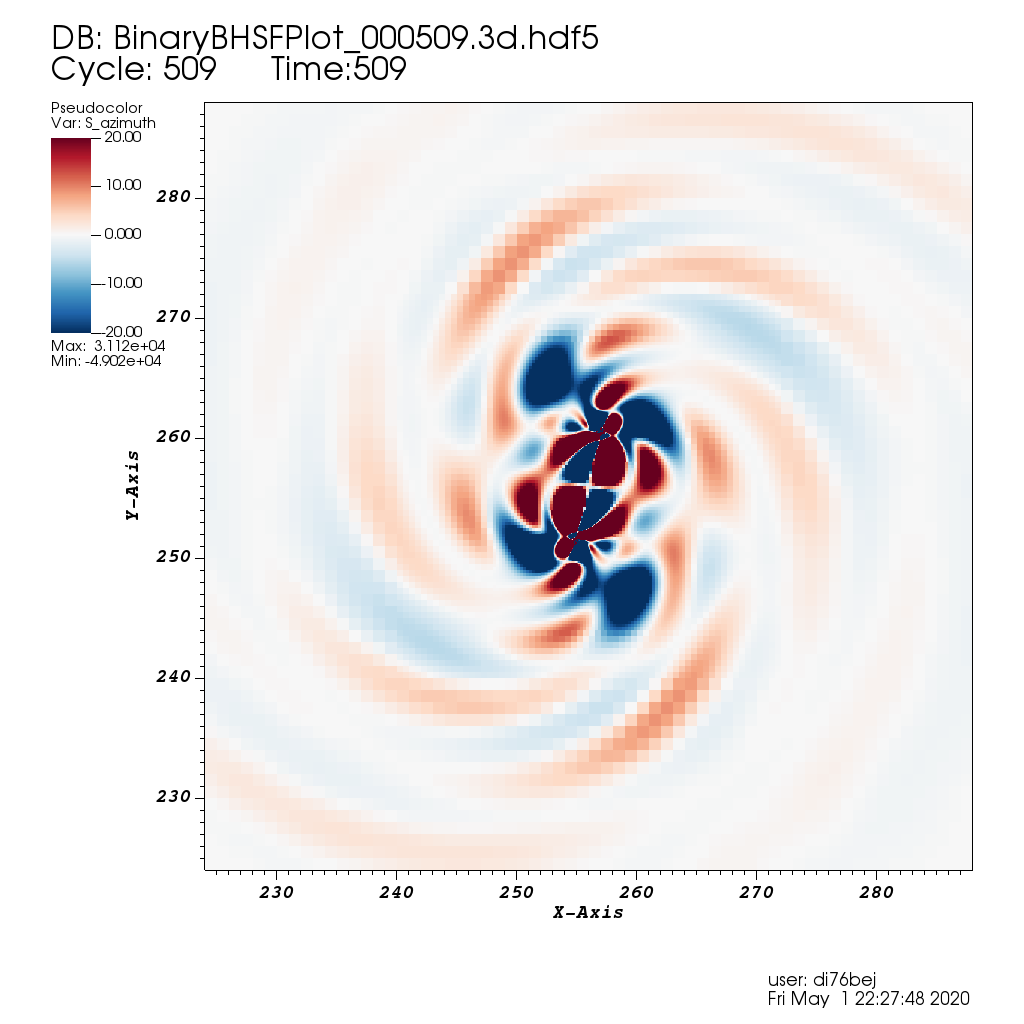 DB: BinaryBHSFPlot_000509.3d.hdf5
Cycle: 509 Time:509
Pseudocolor
Var: S_azimuth
20.00
10.00
0.000
-10.00
-20.00
Max: 3.112e+04
Min: -4.902e+04
280
270
260
250
240
230
Y-Axis
230 240 250 260 270 280
X-Axis
user: di76bej
Fri May 1 22:27:48 2020